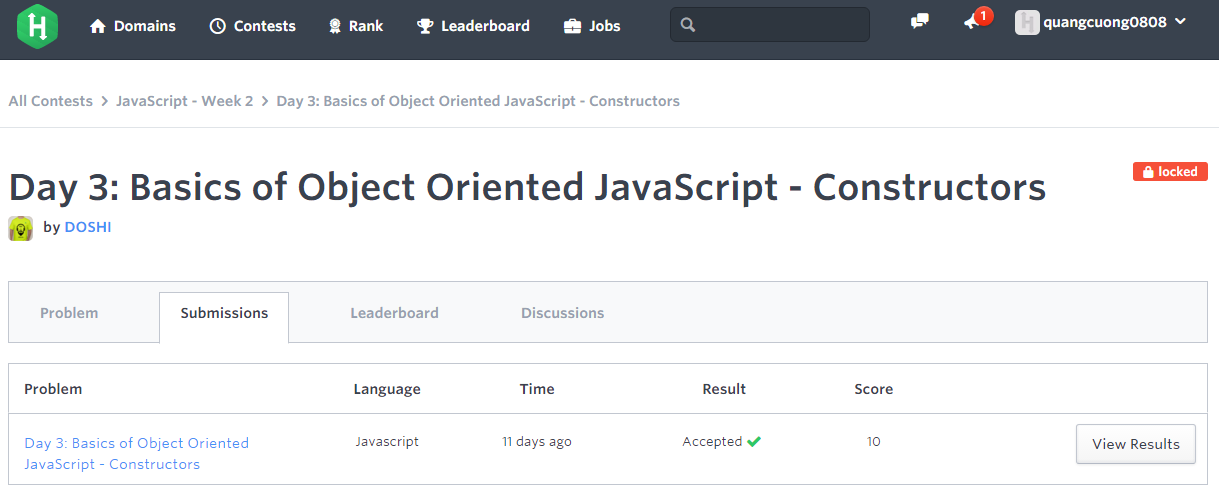 Domains Contests Rank Leaderboard Jobs 1 quangcuong0808
All Contests > JavaScript - Week 2 > Day 3: Basics of Object Oriented JavaScript - Constructors
Day 3: Basics of Object Oriented JavaScript - Constructors
locked
by DOSHI
Problem Submissions Leaderboard Discussions
Problem Language Time Result Score
Day 3: Basics of Object Oriented Javascript 11 days ago Accepted 10 View Results
JavaScript - Constructors